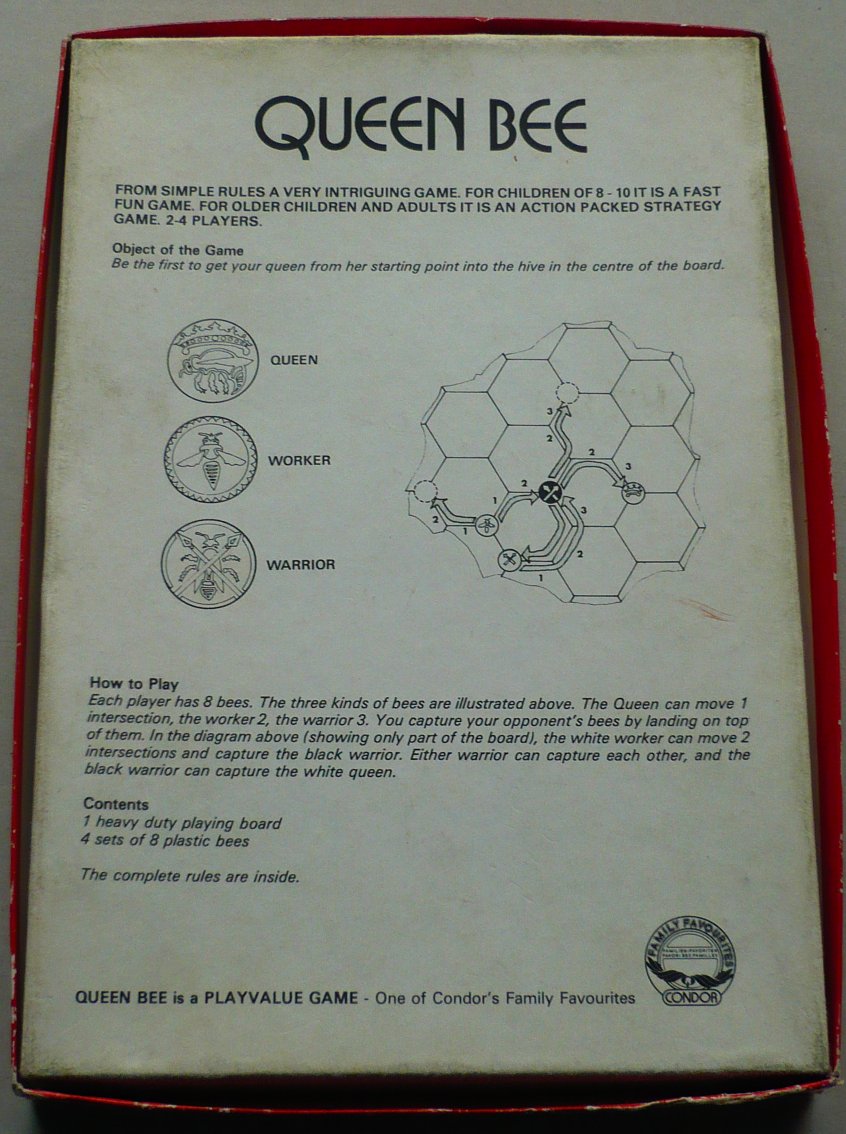 QUEEN BEE
FROM SIMPLE RULES A VERY INTRIGUING GAME. FOR CHILDREN OF 8 - 10 IT IS A FAST
FUN GAME. FOR OLDER CHILDREN AND ADULTS IT IS AN ACTION PACKED STRATEGY
GAME. 2-4 PLAYERS.
Object of the Game
Be the first to get your queen from her starting point into the hive in the centre of the board.
QUEEN
WORKER
WARRIOR
3
2
2
3
2
1
2
1
3
2
1
How to Play
Each player has 8 bees. The three kinds of bees are illustrated above. The Queen can move 1
intersection, the worker 2, the warrior 3. You capture your opponent's bees by landing on top
of them. In the diagram above (showing only part of the board), the white worker can move 2
intersections and capture the black warrior. Either warrior can capture each other, and the
black warrior can capture the white queen.
Contents
1 heavy duty playing board
4 sets of 8 plastic bees
The complete rules are inside.
FAMILY FAVOURITES
CONDOR
QUEEN BEE is a PLAYVALUE GAME - One of Condor's Family Favourites